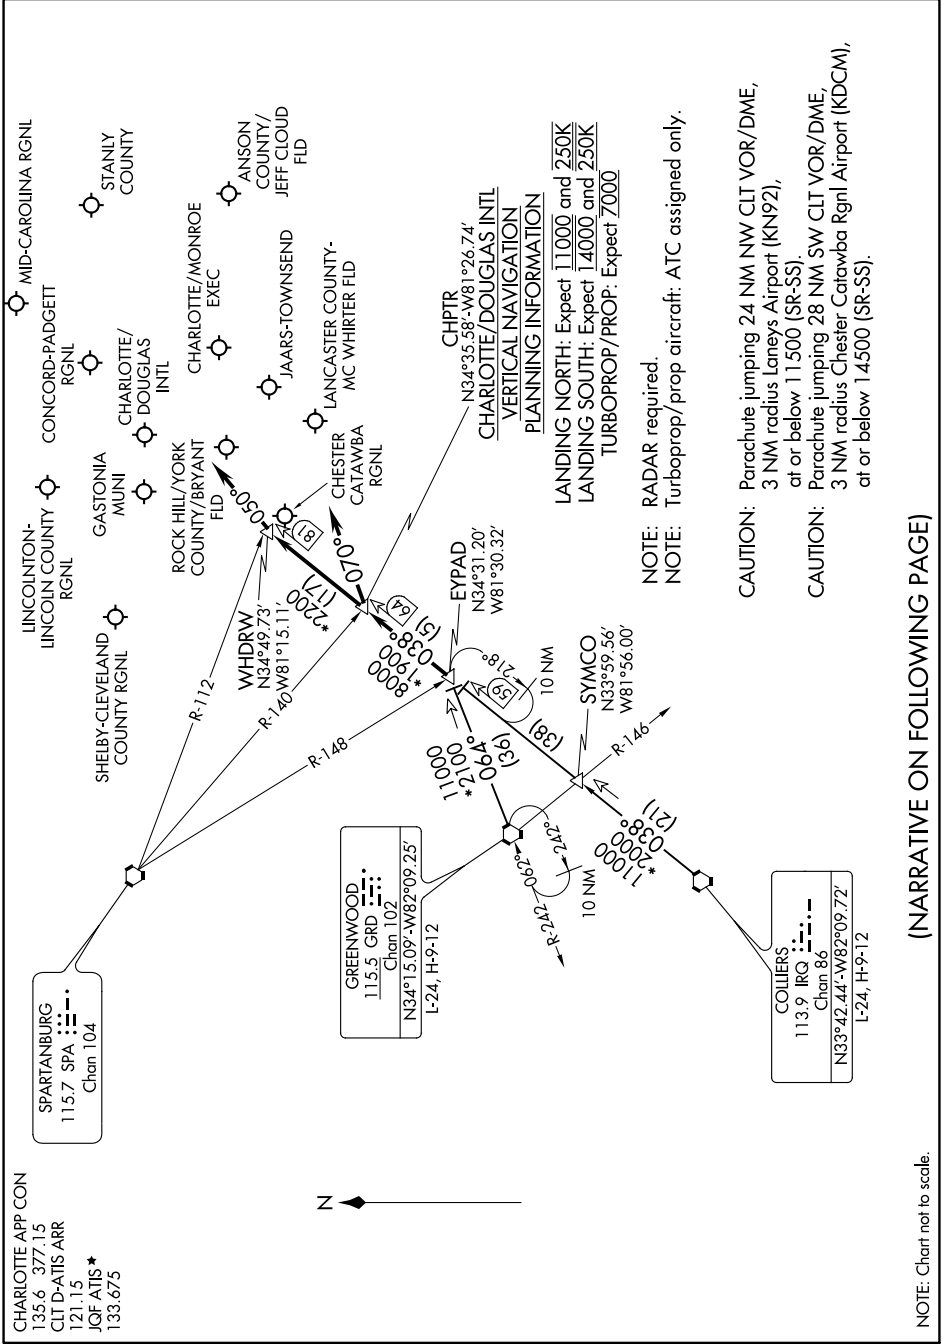 CHARLOTTE APP CON
135.6 377.15
CLT D-ATIS ARR
121.15
JQF ATIS★
133.675
SPARTANBURG
115.7 SPA
Chan 104
GREENWOOD
115.5 GRD
Chan 102
N34°15.09'-W82°09.25'
L-24, H-9-12
COLLIERS
113.9 IRQ
Chan 86
N33°42.44'-W82°09.72'
L-24, H-9-12
N
R-112
R-140
R-148
R-146
R-242
062°
242°
10 NM
11000
*2000
038°
(21)
SYMCO
N33°59.56'
W81°56.00'
(38)
11000
*2100
064°
(36)
59
218°
10 NM
EYPAD
N34°31.20'
W81°30.32'
8000
*1900
038°
(5)
64
070°
CHPTR
N34°35.58'-W81°26.74'
CHARLOTTE/DOUGLAS INTL
VERTICAL NAVIGATION
PLANNING INFORMATION
LANDING NORTH: Expect 11000 and 250K
LANDING SOUTH: Expect 14000 and 250K
TURBOPROP/PROP: Expect 7000
*2200
(17)
81
050°
WHDRW
N34°49.73'
W81°15.11'
SHELBY-CLEVELAND
COUNTY RGNL
LINCOLNTON-
LINCOLN COUNTY
RGNL
GASTONIA
MUNI
ROCK HILL/YORK
COUNTY/BRYANT
FLD
CHESTER
CATAWBA
RGNL
CONCORD-PADGETT
RGNL
CHARLOTTE/
DOUGLAS
INTL
LANCASTER COUNTY-
MC WHIRTER FLD
JAARS-TOWNSEND
CHARLOTTE/MONROE
EXEC
MID-CAROLINA RGNL
STANLY
COUNTY
ANSON
COUNTY/
JEFF CLOUD
FLD
NOTE: RADAR required.
NOTE: Turboprop/prop aircraft: ATC assigned only.
CAUTION: Parachute jumping 24 NM NW CLT VOR/DME,
3 NM radius Laneys Airport (KN92),
at or below 11500 (SR-SS).
CAUTION: Parachute jumping 28 NM SW CLT VOR/DME,
3 NM radius Chester Catawba Rgnl Airport (KDCM),
at or below 14500 (SR-SS).
(NARRATIVE ON FOLLOWING PAGE)
NOTE: Chart not to scale.